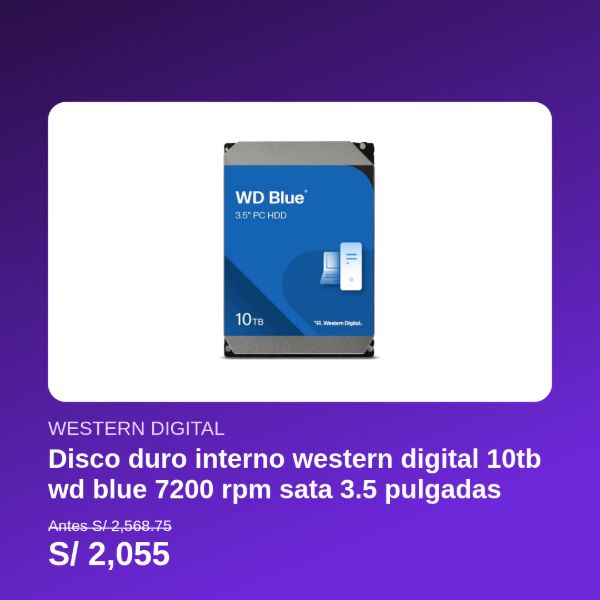 WD Blue
3.5" PC HDD
10TB
Western Digital.
WESTERN DIGITAL
Disco duro interno western digital 10tb
wd blue 7200 rpm sata 3.5 pulgadas
Antes S/ 2,568.75
S/ 2,055